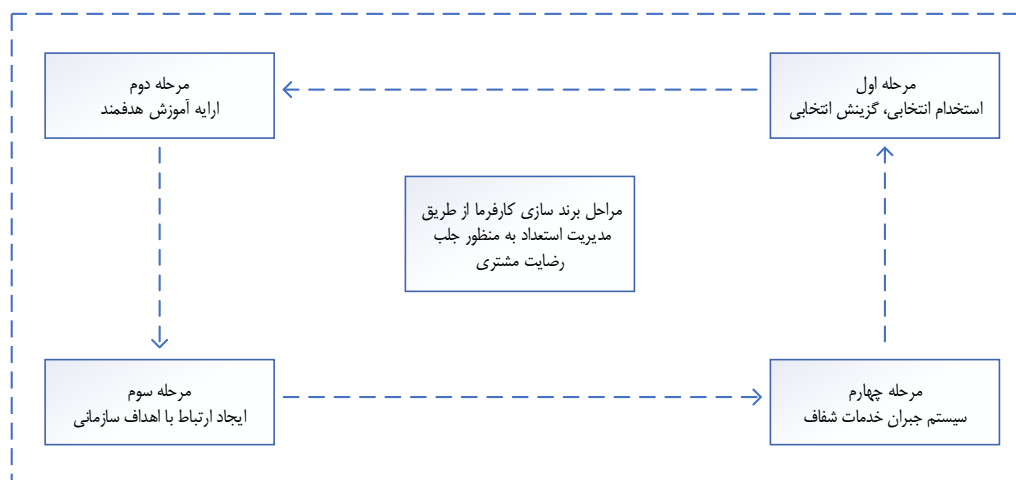 مرحله اول
استخدام انتخابی، گزینش انتخابی
مرحله دوم
ارایه آموزش هدفمند
مراحل برند سازی کارفرما از طریق
مدیریت استعداد به منظور جلب
رضایت مشتری
مرحله سوم
ایجاد ارتباط با اهداف سازمانی
مرحله چهارم
سیستم جبران خدمات شفاف